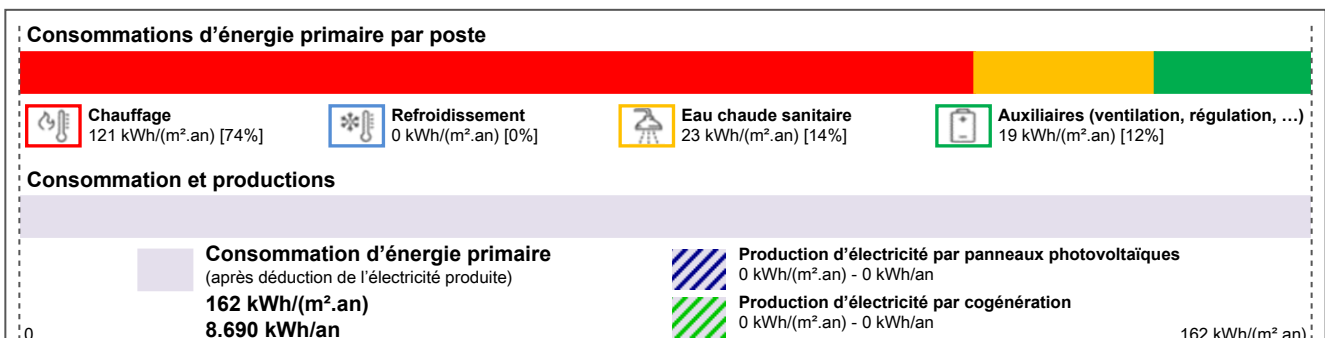 Consommations d’énergie primaire par poste
Chauffage
121 kWh/(m².an) [74%]
Refroidissement
0 kWh/(m².an) [0%]
Eau chaude sanitaire
23 kWh/(m².an) [14%]
Auxiliaires (ventilation, régulation, …)
19 kWh/(m².an) [12%]
Consommation et productions
Consommation d’énergie primaire
(après déduction de l’électricité produite)
162 kWh/(m².an)
8.690 kWh/an
Production d’électricité par panneaux photovoltaïques
0 kWh/(m².an) - 0 kWh/an
Production d’électricité par cogénération
0 kWh/(m².an) - 0 kWh/an
0
162 kWh/(m².an)